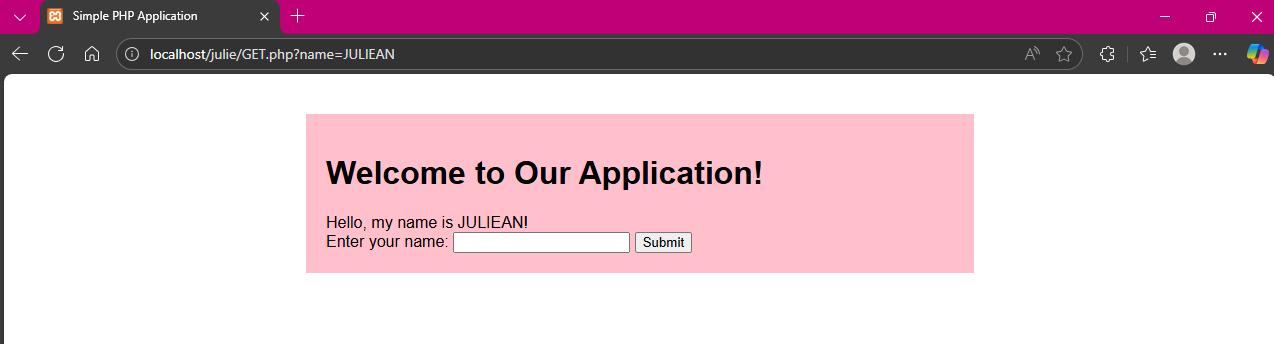 Simple PHP Application
localhost/julie/GET.php?name=JULIEAN
Welcome to Our Application!
Hello, my name is JULIEAN!
Enter your name: Submit